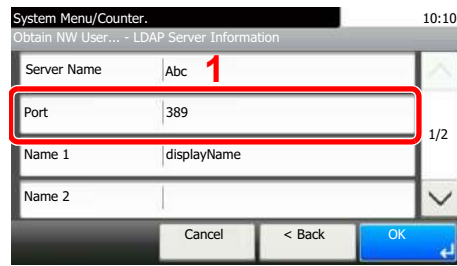 System Menu/Counter. 10:10
Obtain NW User... - LDAP Server Information
Server Name Abc 1
Port 389
1/2
Name 1 displayName
Name 2
Cancel < Back OK